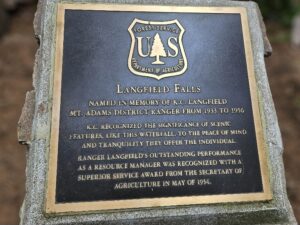 FOREST SERVICE
U S
DEPARTMENT OF AGRICULTURE
LANGFIELD FALLS
NAMED IN MEMORY OF K.C. LANGFIELD
MT. ADAMS DISTRICT RANGER FROM 1933 TO 1956
K.C. RECOGNIZED THE SIGNIFICANCE OF SCENIC
FEATURES, LIKE THIS WATERFALL, TO THE PEACE OF MIND
AND TRANQUILITY THEY OFFER THE INDIVIDUAL.
RANGER LANGFIELD'S OUTSTANDING PERFORMANCE
AS A RESOURCE MANAGER WAS RECOGNIZED WITH A
SUPERIOR SERVICE AWARD FROM THE SECRETARY OF
AGRICULTURE IN MAY OF 1954.